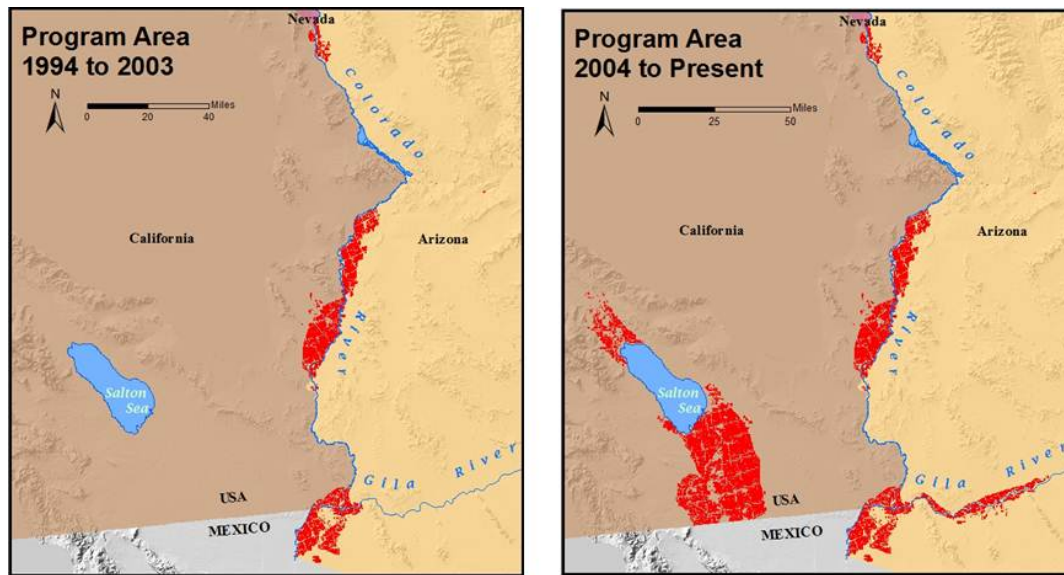 Program Area
1994 to 2003
N
Miles
0 20 40
Nevada
Colorado
River
California
Arizona
Salton
Sea
Gila River
USA
MEXICO
Program Area
2004 to Present
N
Miles
0 25 50
Nevada
Colorado
River
California
Arizona
Salton
Sea
Gila River
USA
MEXICO